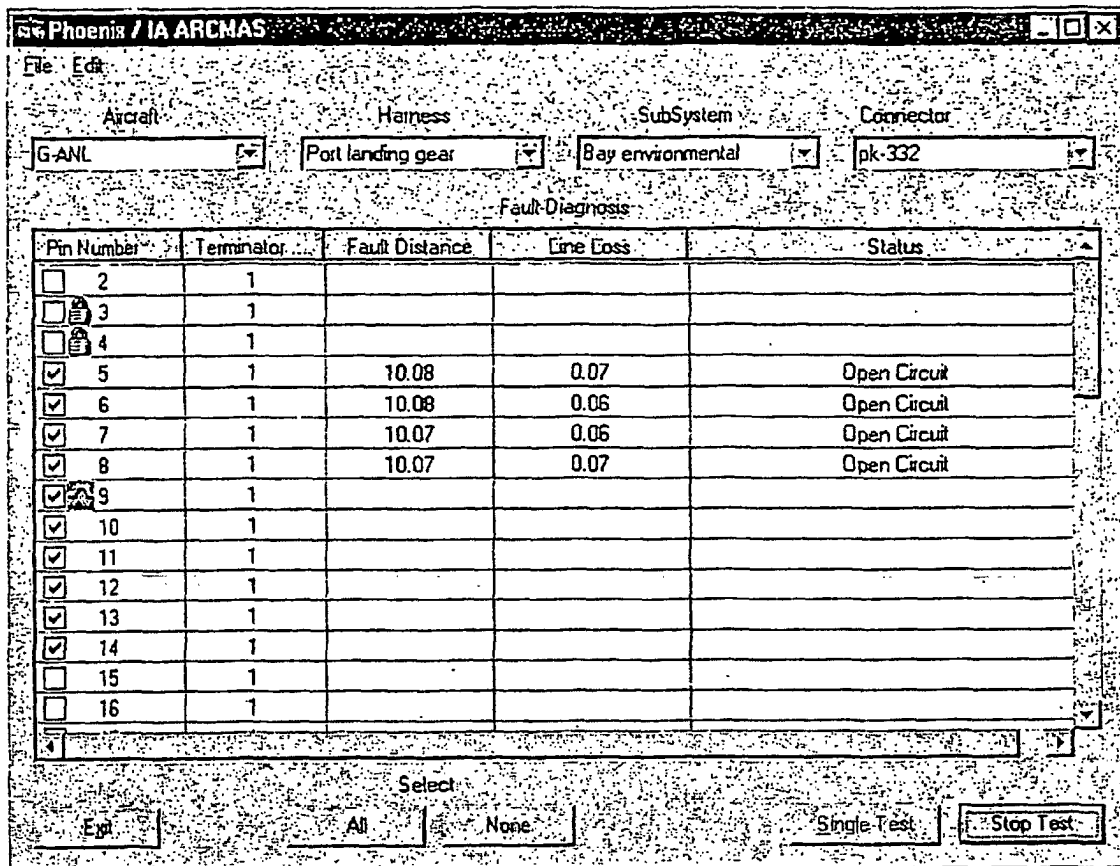 Phoenix / IA ARCMAS
File Edit
Aircraft Harness SubSystem Connector
G-ANL Port landing gear Bay environmental pk-332
Fault Diagnosis
Pin Number Terminator .... Fault Distance Line Loss Status
2 1
3 1
4 1
5 1 10.08 0.07 Open Circuit
6 1 10.08 0.06 Open Circuit
7 1 10.07 0.06 Open Circuit
8 1 10.07 0.07 Open Circuit
9 1
10 1
11 1
12 1
13 1
14 1
15 1
16 1
Select
Exit All None Single Test Stop Test